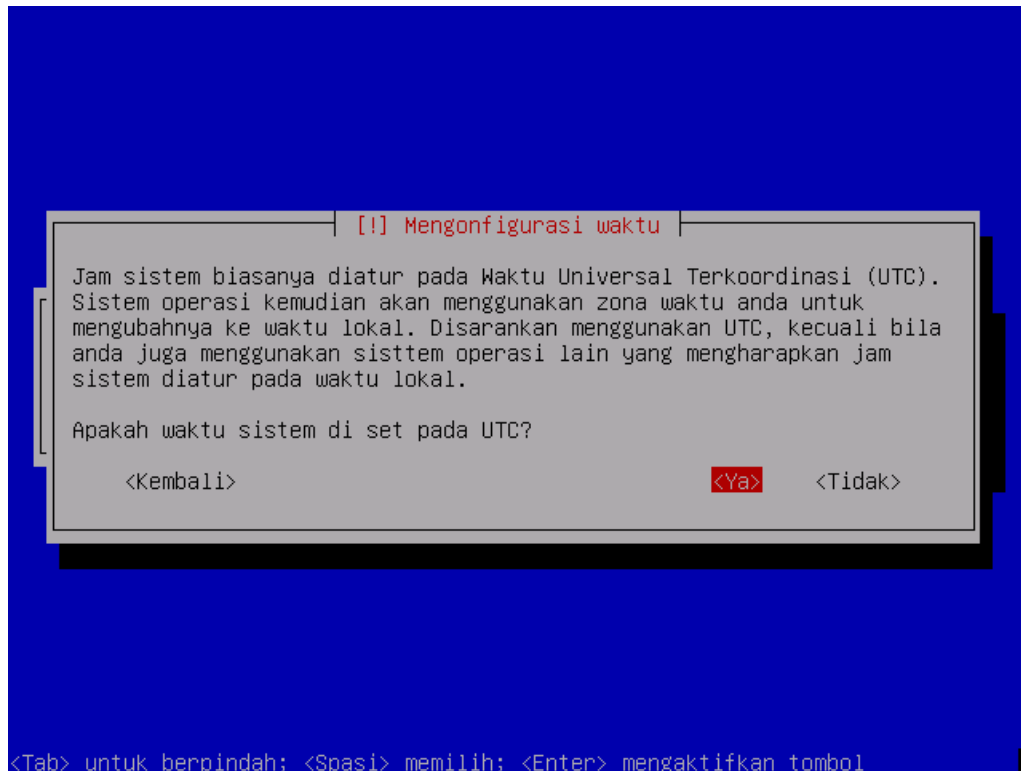 [!] Mengonfigurasi waktu
Jam sistem biasanya diatur pada Waktu Universal Terkoordinasi (UTC).
Sistem operasi kemudian akan menggunakan zona waktu anda untuk
mengubahnya ke waktu lokal. Disarankan menggunakan UTC, kecuali bila
anda juga menggunakan sisttem operasi lain yang mengharapkan jam
sistem diatur pada waktu lokal.
Apakah waktu sistem di set pada UTC?
<Kembali> <Ya> <Tidak>
<Tab> untuk berpindah; <Spasi> memilih; <Enter> mengaktifkan tombol